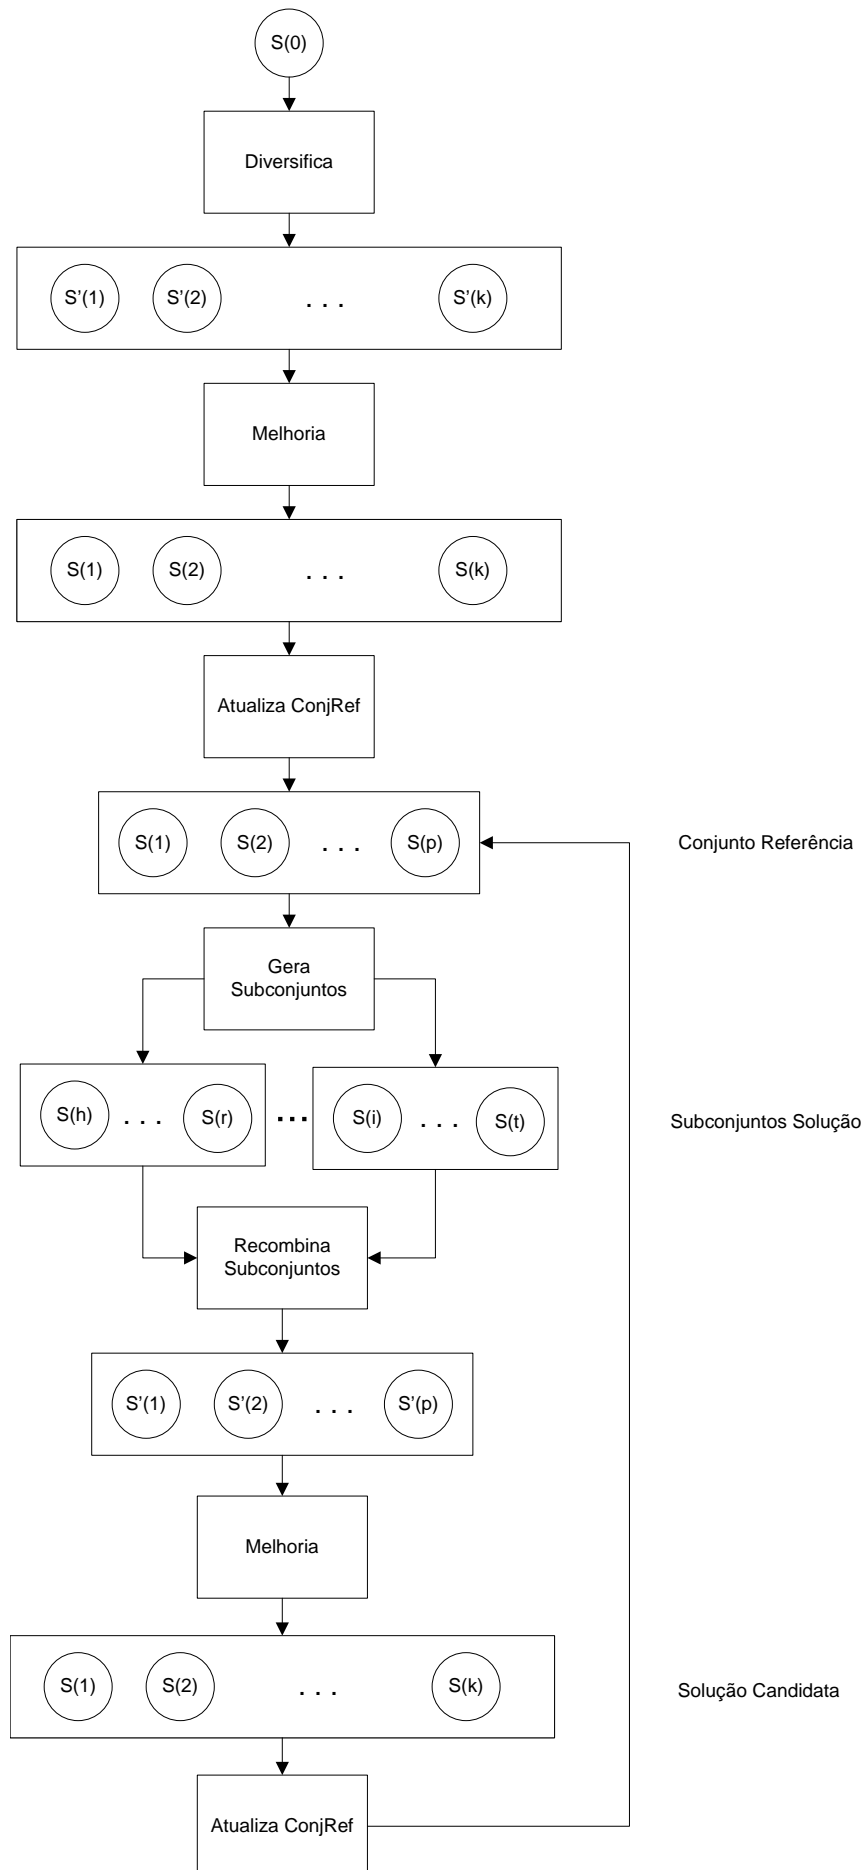 S(0)
Diversifica
S'(1) S'(2) . . . S'(k)
Melhoria
S(1) S(2) . . . S(k)
Atualiza ConjRef
S(1) S(2) . . . S(p) Conjunto Referência
Gera
Subconjuntos
S(h) . . . S(r) ... S(i) . . . S(t) Subconjuntos Solução
Recombina
Subconjuntos
S'(1) S'(2) . . . S'(p)
Melhoria
S(1) S(2) . . . S(k) Solução Candidata
Atualiza ConjRef